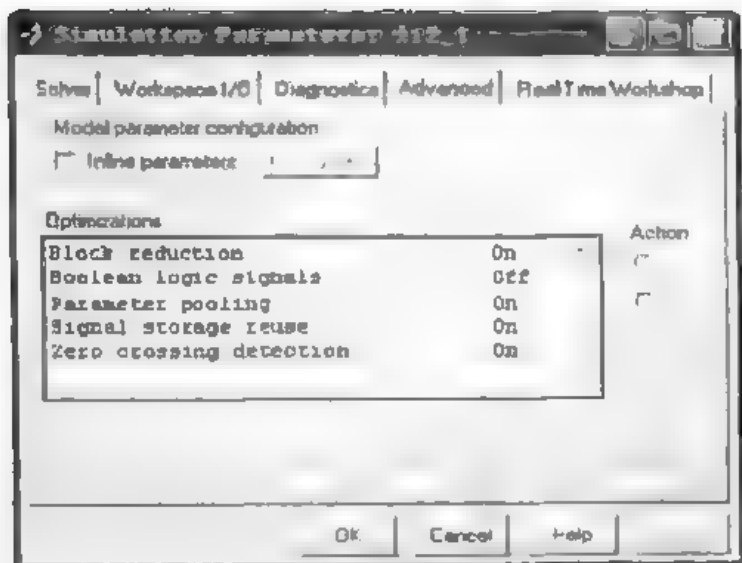 Simulation Parameters:
Solver Workspace I/O Diagnostics Advanced Real-Time Workshop
Model parameter configuration
Inline parameters
Optimizations
Action
Block reduction On
Boolean logic signals Off
Parameter pooling On
Signal storage reuse On
Zero crossing detection On
OK Cancel Help